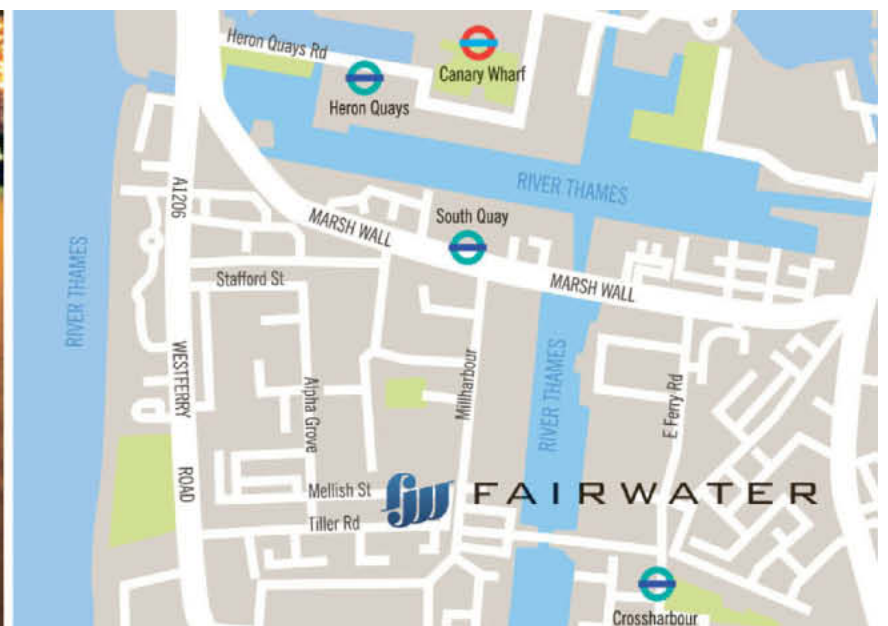 Heron Quays Rd
Canary Wharf
Heron Quays
RIVER THAMES
A1206
MARSH WALL
South Quay
RIVER THAMES
Stafford St
MARSH WALL
WESTFERRY
ROAD
Alpha Grove
Millharbour
RIVER THAMES
E Ferry Rd
Mellish St
fw FAIRWATER
Tiller Rd
Crossharbour